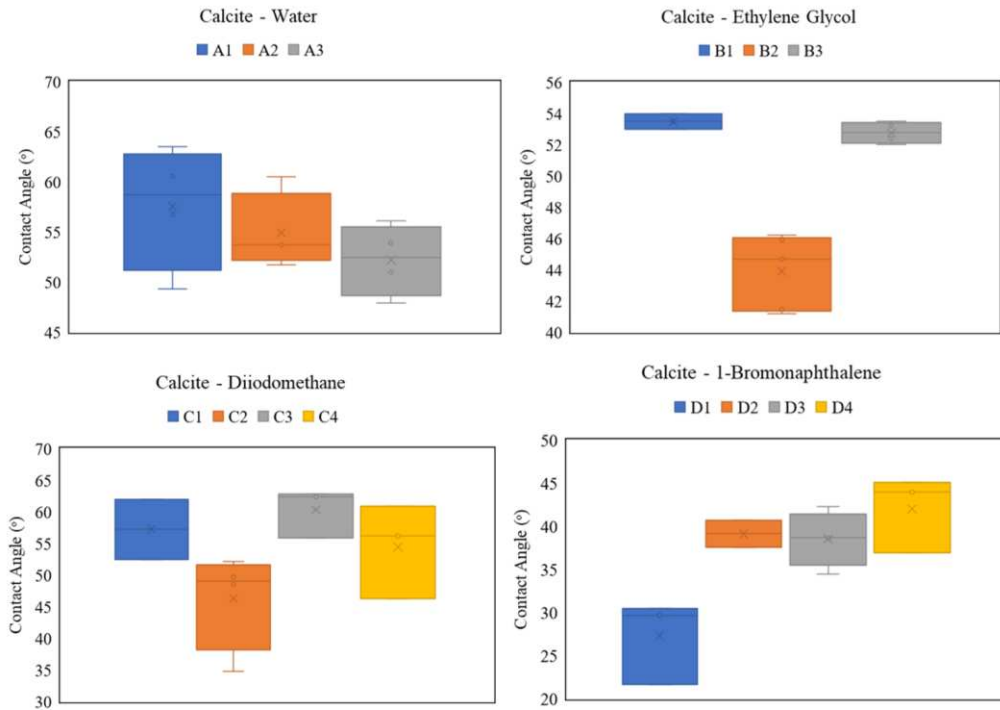 Calcite - Water
A1 A2 A3
Contact Angle (º)
70
65
60
55
50
45
Calcite - Ethylene Glycol
B1 B2 B3
Contact Angle (º)
56
54
52
50
48
46
44
42
40
Calcite - Diiodomethane
C1 C2 C3 C4
Contact Angle (º)
70
65
60
55
50
45
40
35
30
Calcite - 1-Bromonaphthalene
D1 D2 D3 D4
Contact Angle (º)
50
45
40
35
30
25
20